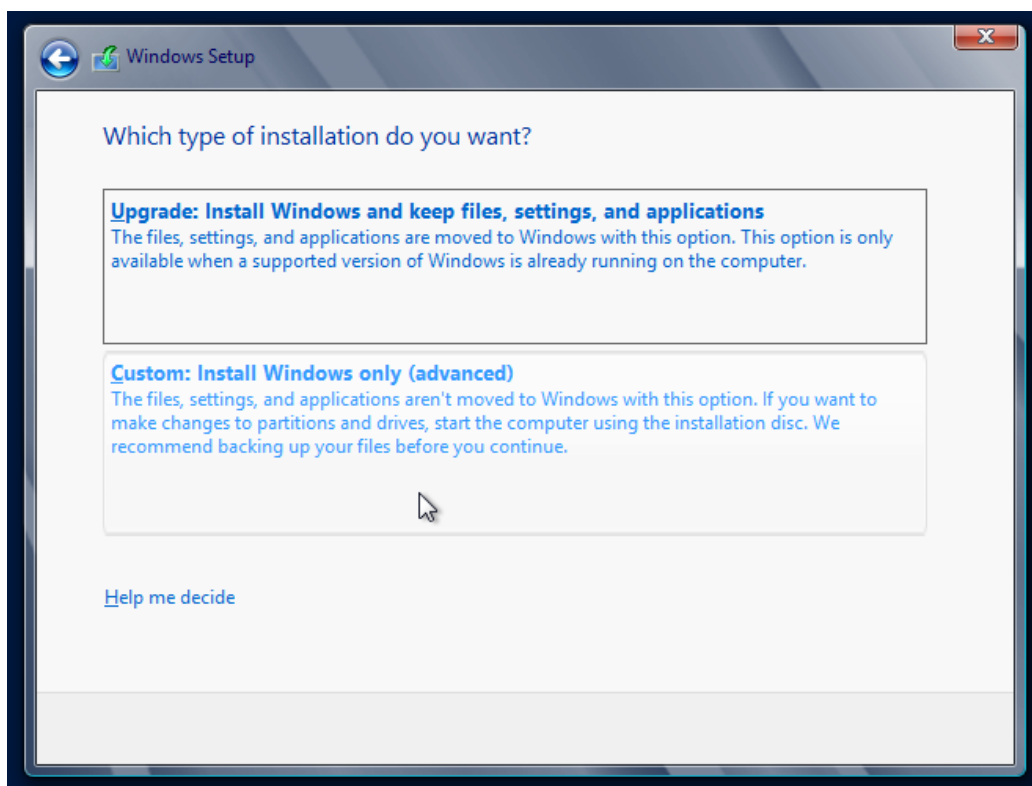 Windows Setup
Which type of installation do you want?
Upgrade: Install Windows and keep files, settings, and applications
The files, settings, and applications are moved to Windows with this option. This option is only
available when a supported version of Windows is already running on the computer.
Custom: Install Windows only (advanced)
The files, settings, and applications aren't moved to Windows with this option. If you want to
make changes to partitions and drives, start the computer using the installation disc. We
recommend backing up your files before you continue.
Help me decide